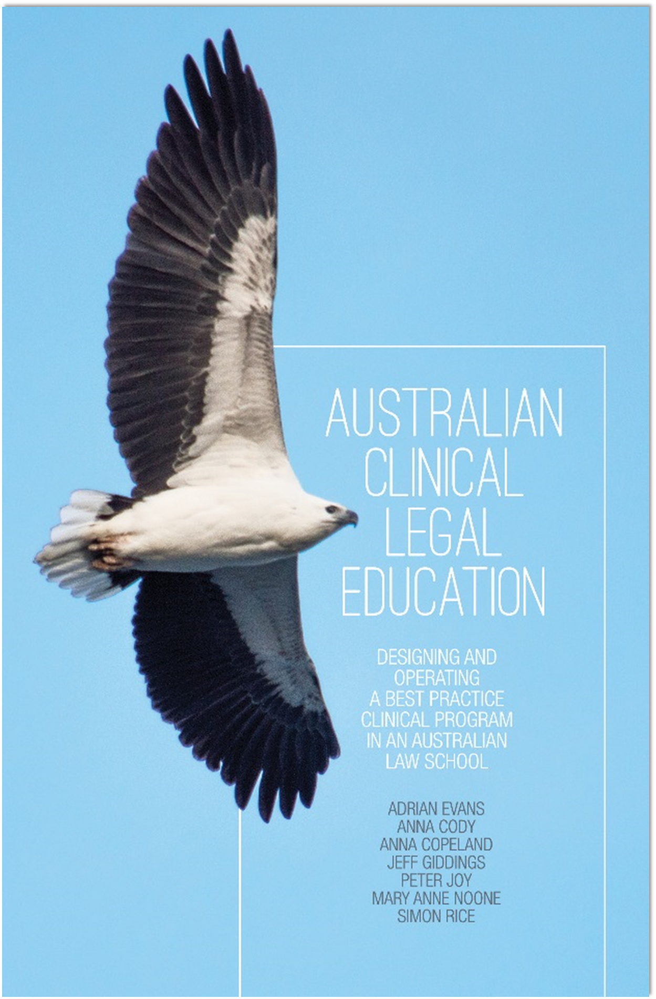 AUSTRALIAN
CLINICAL
LEGAL
EDUCATION
DESIGNING AND
OPERATING
A BEST PRACTICE
CLINICAL PROGRAM
IN AN AUSTRALIAN
LAW SCHOOL
ADRIAN EVANS
ANNA CODY
ANNA COPELAND
JEFF GIDDINGS
PETER JOY
MARY ANNE NOONE
SIMON RICE